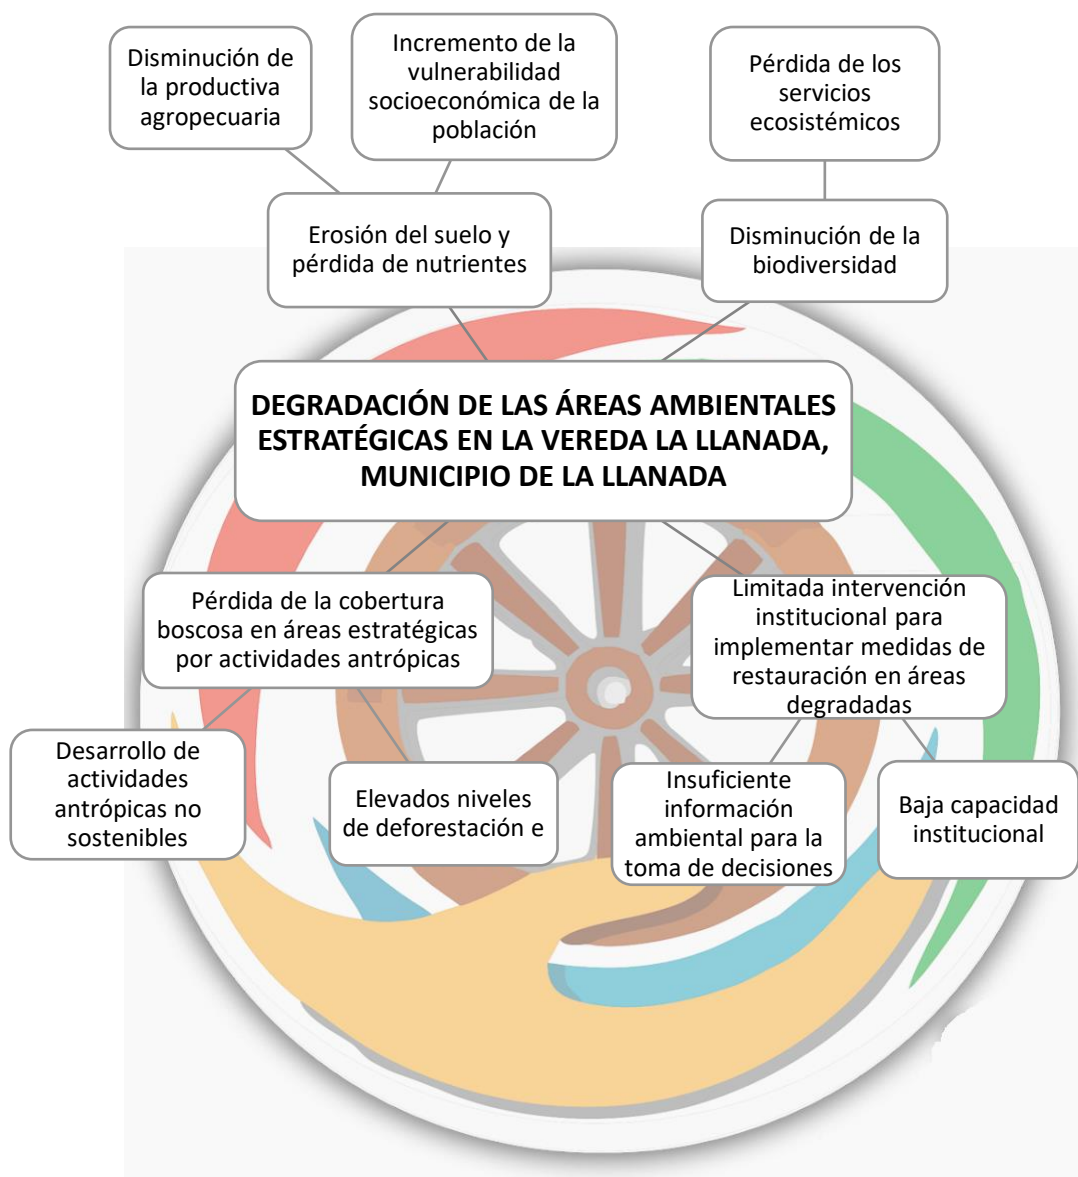 Disminución de
la productiva
agropecuaria
Incremento de la
vulnerabilidad
socioeconómica de la
población
Pérdida de los
servicios
ecosistémicos
Erosión del suelo y
pérdida de nutrientes
Disminución de la
biodiversidad
DEGRADACIÓN DE LAS ÁREAS AMBIENTALES
ESTRATÉGICAS EN LA VEREDA LA LLANADA,
MUNICIPIO DE LA LLANADA
Pérdida de la cobertura
boscosa en áreas estratégicas
por actividades antrópicas
Limitada intervención
institucional para
implementar medidas de
restauración en áreas
degradadas
Desarrollo de
actividades
antrópicas no
sostenibles
Elevados niveles
de deforestación e
Insuficiente
información
ambiental para la
toma de decisiones
Baja capacidad
institucional